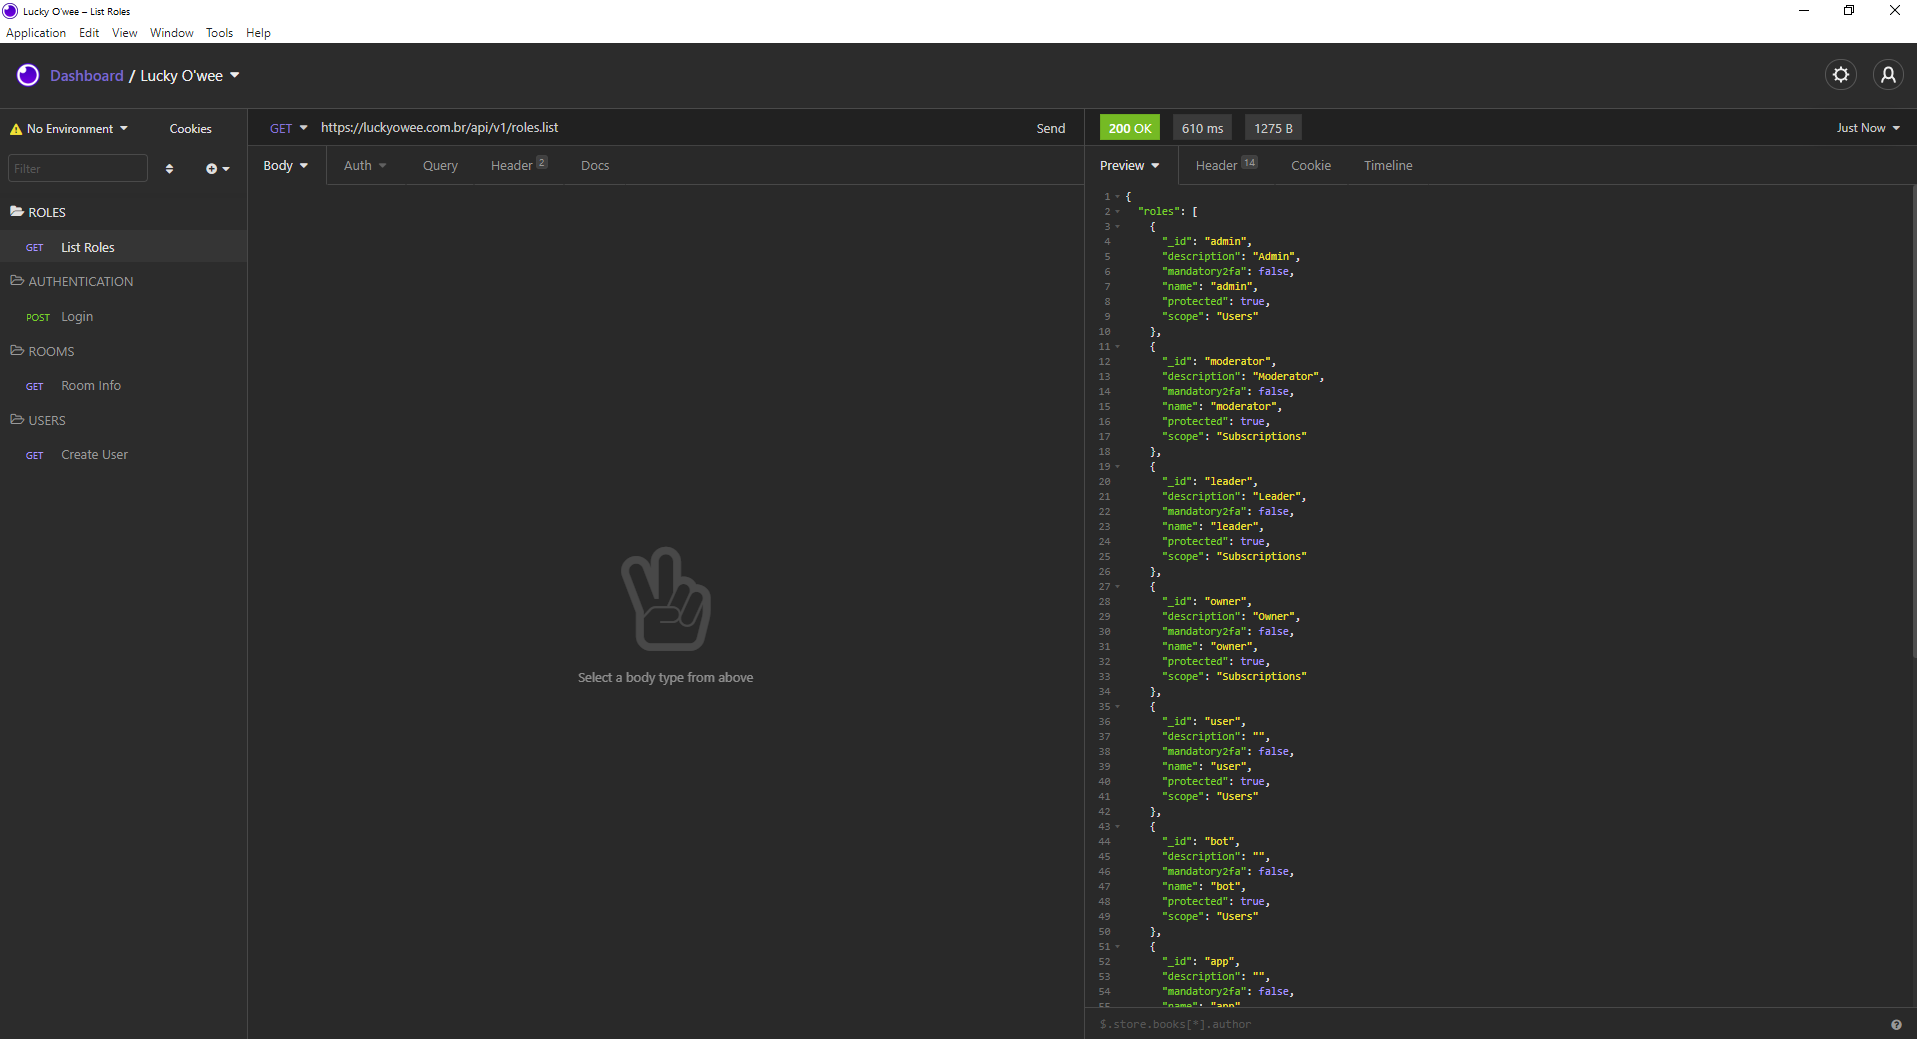 Lucky O'wee – List Roles
Application Edit View Window Tools Help
Dashboard / Lucky O'wee
No Environment Cookies
Filter
ROLES
GET List Roles
AUTHENTICATION
POST Login
ROOMS
GET Room Info
USERS
GET Create User
GET https://luckyowee.com.br/api/v1/roles.list Send
Body Auth Query Header 2 Docs
Select a body type from above
200 OK 610 ms 1275 B Just Now
Preview Header 14 Cookie Timeline
1 {
2 "roles": [
3 {
4 "_id": "admin",
5 "description": "Admin",
6 "mandatory2fa": false,
7 "name": "admin",
8 "protected": true,
9 "scope": "Users"
10 },
11 {
12 "_id": "moderator",
13 "description": "Moderator",
14 "mandatory2fa": false,
15 "name": "moderator",
16 "protected": true,
17 "scope": "Subscriptions"
18 },
19 {
20 "_id": "leader",
21 "description": "Leader",
22 "mandatory2fa": false,
23 "name": "leader",
24 "protected": true,
25 "scope": "Subscriptions"
26 },
27 {
28 "_id": "owner",
29 "description": "Owner",
30 "mandatory2fa": false,
31 "name": "owner",
32 "protected": true,
33 "scope": "Subscriptions"
34 },
35 {
36 "_id": "user",
37 "description": "",
38 "mandatory2fa": false,
39 "name": "user",
40 "protected": true,
41 "scope": "Users"
42 },
43 {
44 "_id": "bot",
45 "description": "",
46 "mandatory2fa": false,
47 "name": "bot",
48 "protected": true,
49 "scope": "Users"
50 },
51 {
52 "_id": "app",
53 "description": "",
54 "mandatory2fa": false,
55 "name": "app"
$.store.books[*].author